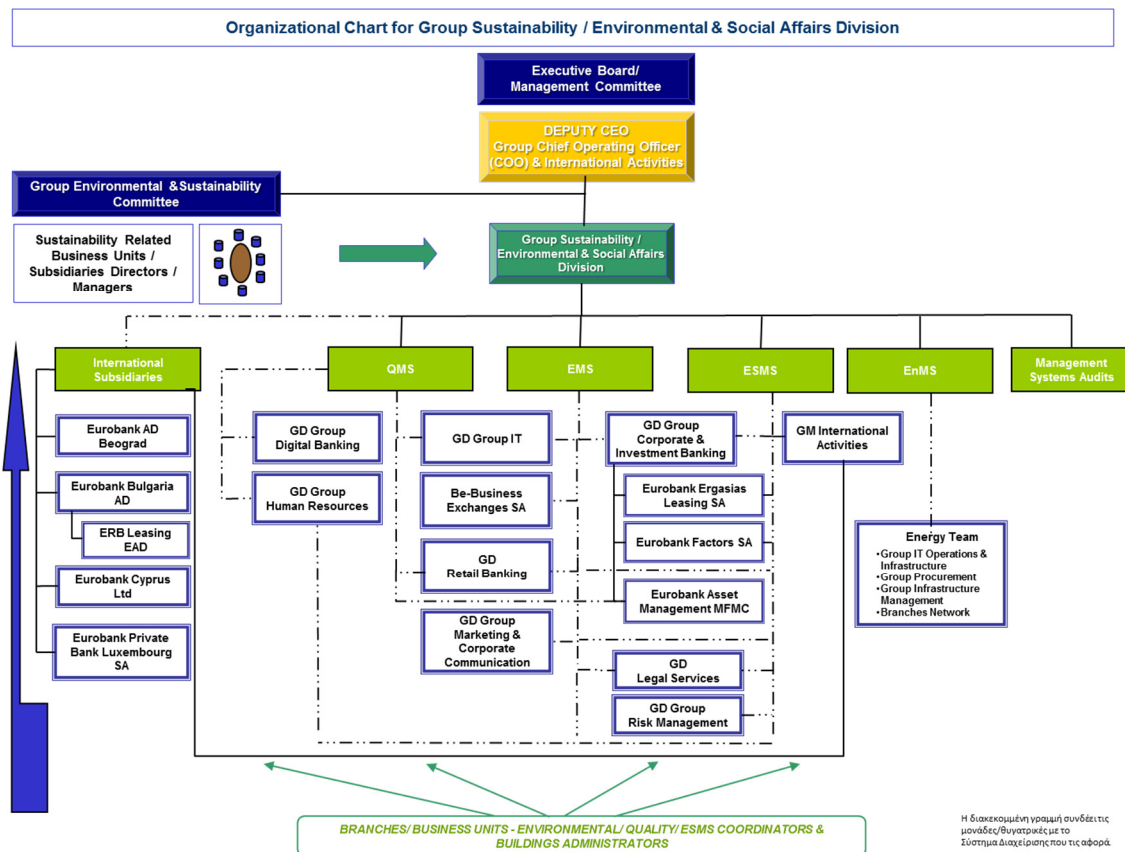 Organizational Chart for Group Sustainability / Environmental & Social Affairs Division
Executive Board/
Management Committee
DEPUTY CEO
Group Chief Operating Officer
(COO) & International Activities
Group Environmental &Sustainability
Committee
Sustainability Related
Business Units /
Subsidiaries Directors /
Managers
Group Sustainability /
Environmental & Social Affairs
Division
International
Subsidiaries
QMS
EMS
ESMS
EnMS
Management
Systems Audits
Eurobank AD
Beograd
Eurobank Bulgaria
AD
ERB Leasing
EAD
Eurobank Cyprus
Ltd
Eurobank Private
Bank Luxembourg
SA
GD Group
Digital Banking
GD Group
Human Resources
GD Group IT
Be-Business
Exchanges SA
GD
Retail Banking
GD Group
Marketing &
Corporate
Communication
GD Group
Corporate &
Investment Banking
Eurobank Ergasias
Leasing SA
Eurobank Factors SA
Eurobank Asset
Management MFMC
GD
Legal Services
GD Group
Risk Management
GM International
Activities
Energy Team
•Group IT Operations &
Infrastructure
•Group Procurement
•Group Infrastructure
Management
•Branches Network
BRANCHES/ BUSINESS UNITS - ENVIRONMENTAL/ QUALITY/ ESMS COORDINATORS &
BUILDINGS ADMINISTRATORS
Η διακεκομμένη γραμμή συνδέει τις
μονάδες/θυγατρικές με το
Σύστημα Διαχείρισης που τις αφορά.